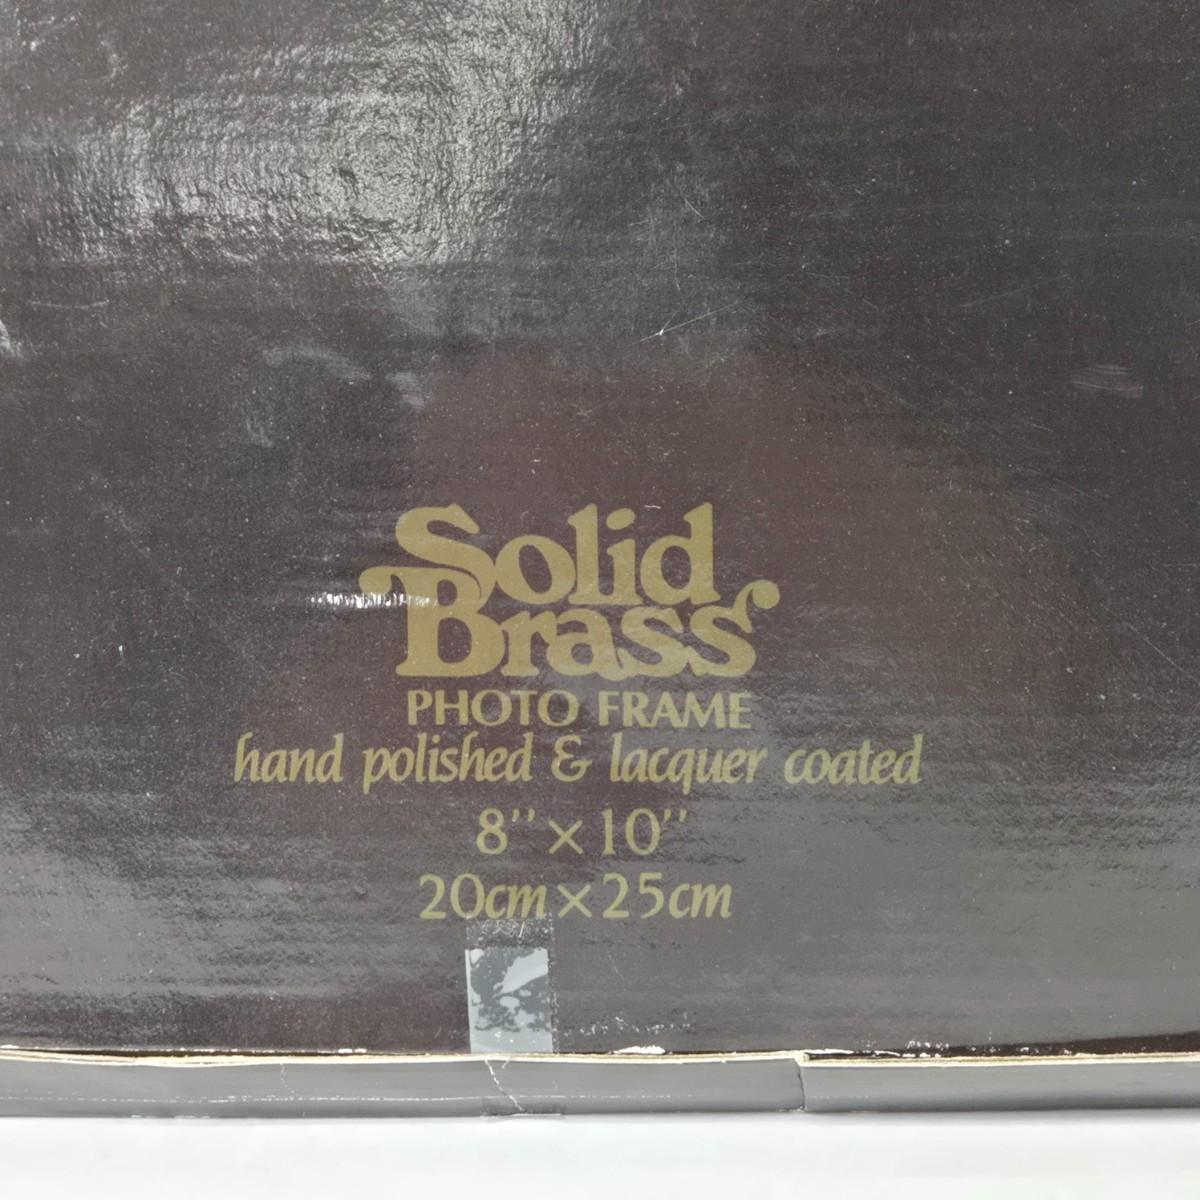 Solid
Brass
PHOTO FRAME
hand polished & lacquer coated
8"×10"
20cm×25cm